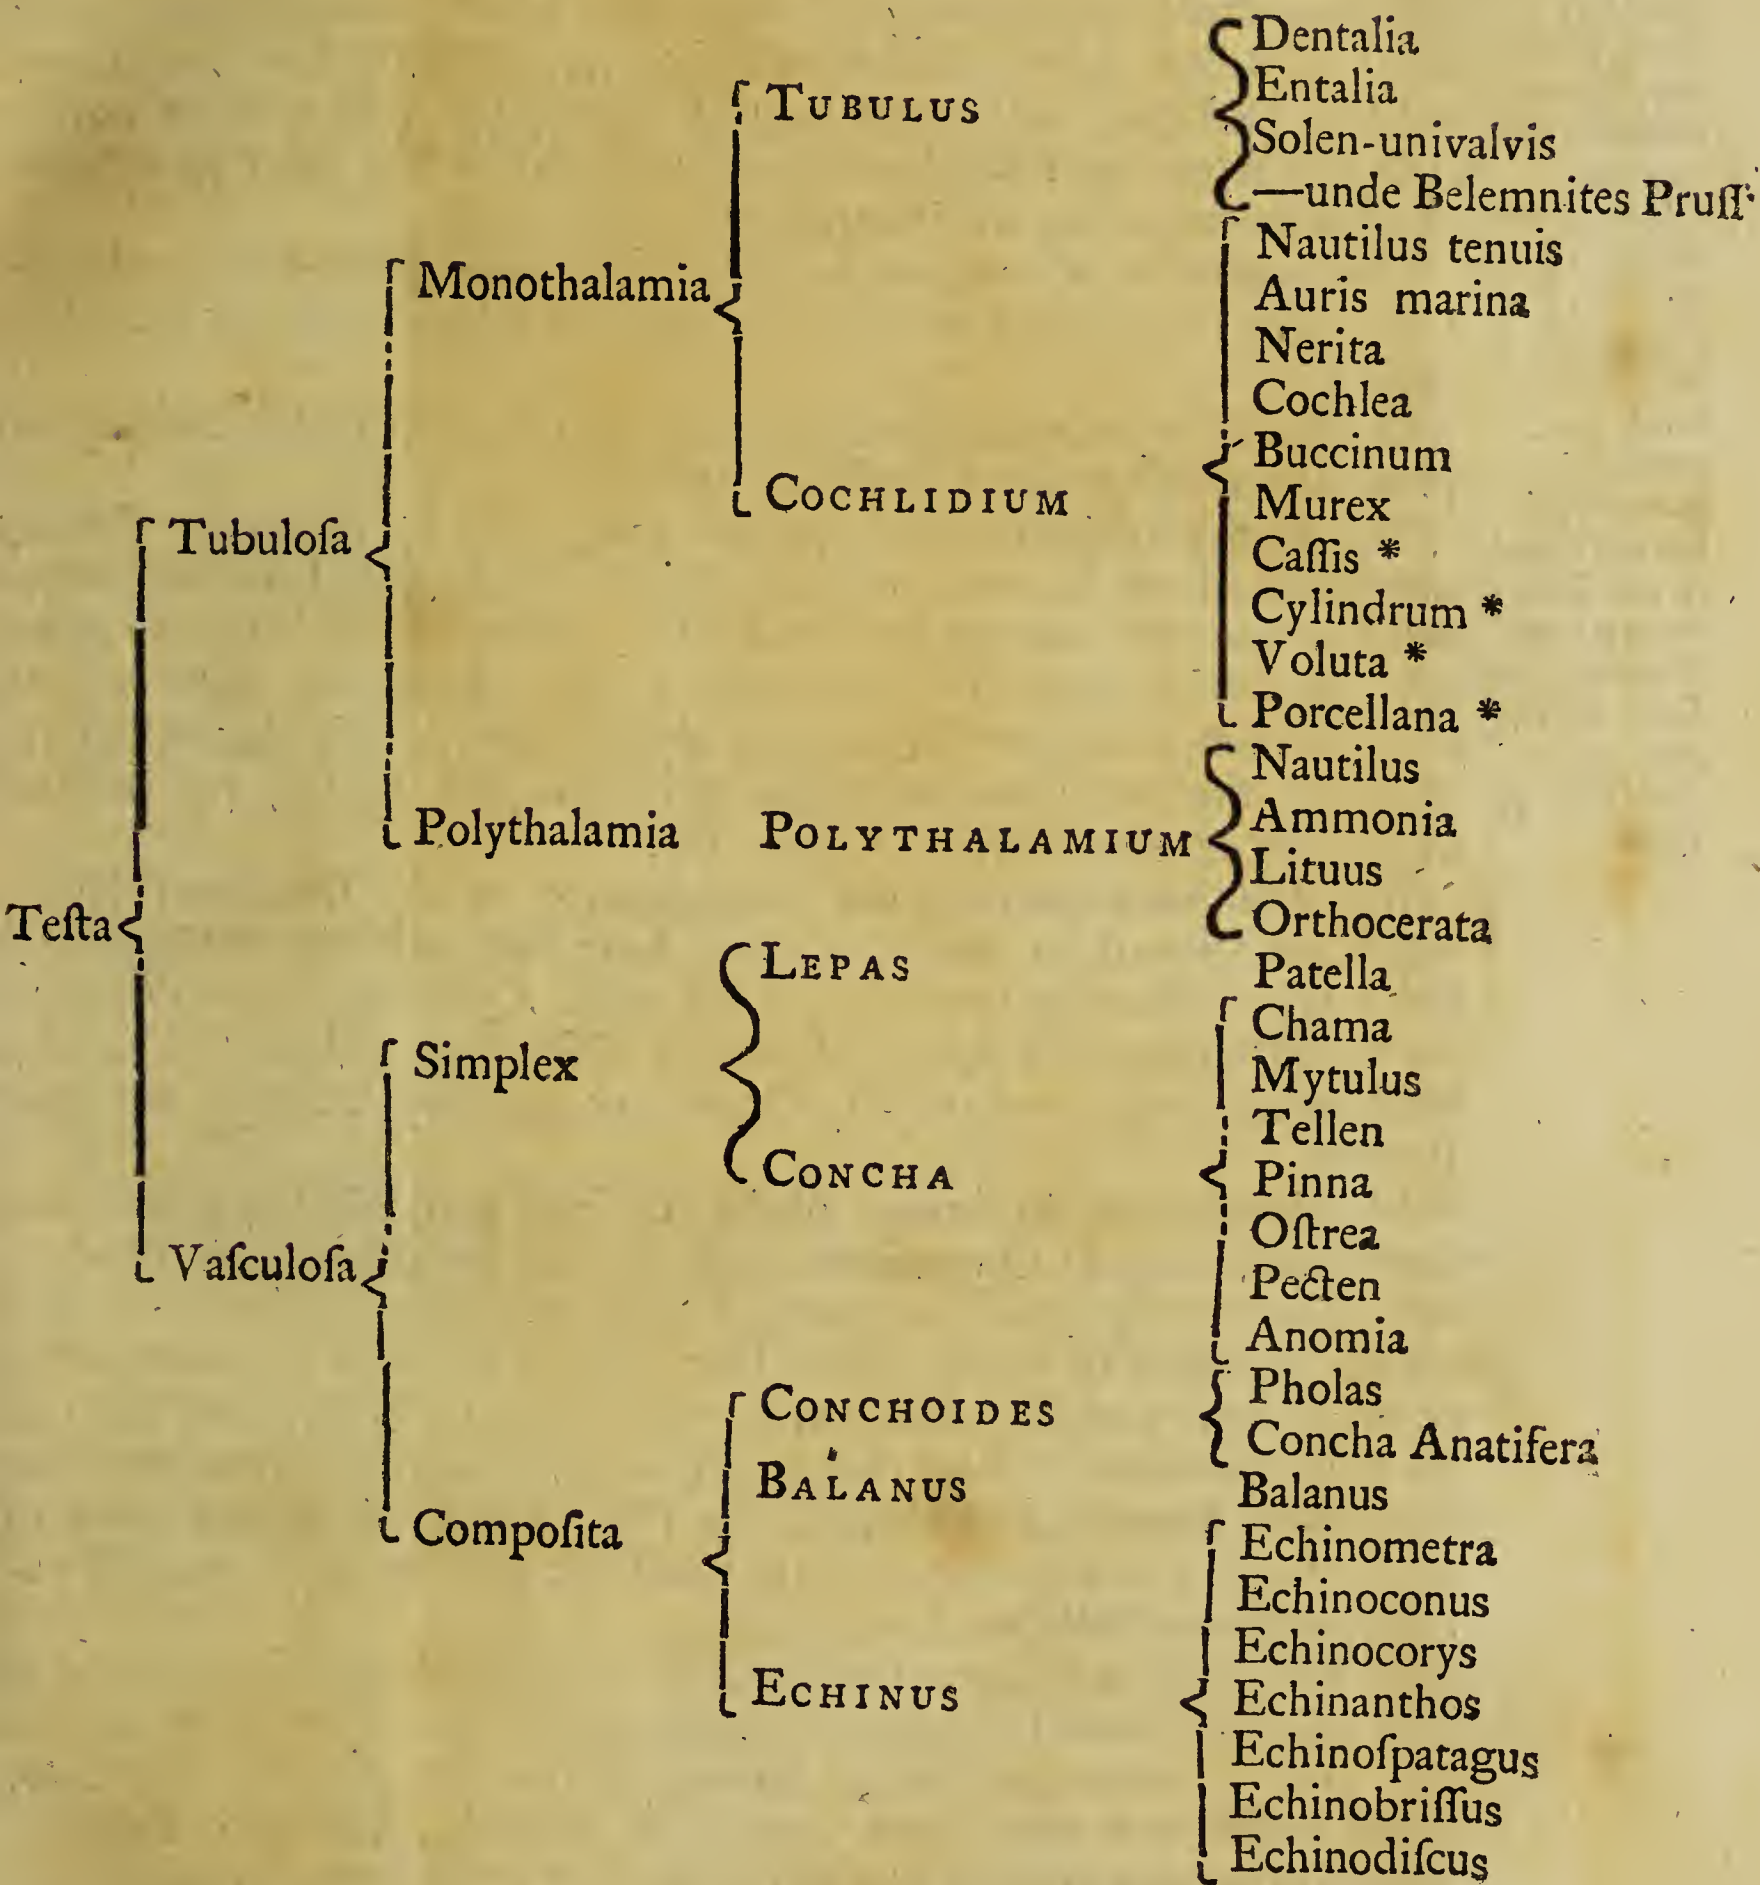 Dentalia
Entalia
TUBULUS
Solen-univalvis
—unde Belemnites Pruſſ.
Nautilus tenuis
Monothalamia
Auris marina
Nerita
Cochlea
Buccinum
COCHLIDIUM
Murex
Tubuloſa
Caſſis *
Cylindrum *
Voluta *
Porcellana *
Nautilus
Polythalamia POLYTHALAMIUM
Ammonia
Lituus
Teſta
Orthocerata
LEPAS
Patella
Chama
Simplex
Mytulus
Tellen
CONCHA
Pinna
Oſtrea
Vaſculoſa
Pecten
Anomia
Pholas
CONCHOIDES
Concha Anatifera
BALANUS
Balanus
Compoſita
Echinometra
Echinoconus
Echinocorys
ECHINUS
Echinanthos
Echinoſpatagus
Echinobriſſus
Echinodiſcus